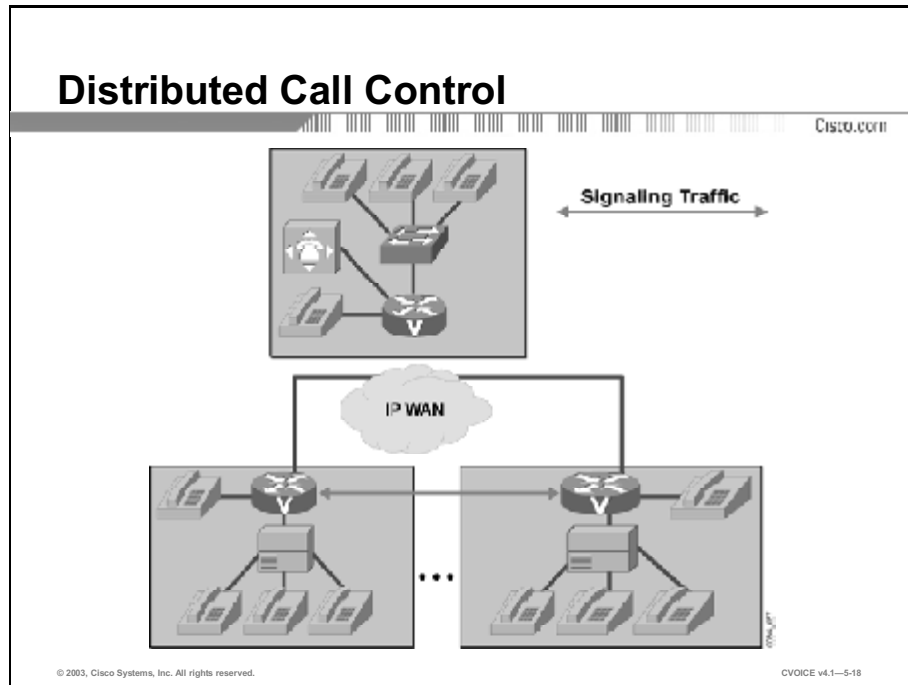 Distributed Call Control
Cisco.com
Signaling Traffic
V
IP WAN
V
V
© 2003, Cisco Systems, Inc. All rights reserved.
CVOICE v4.1—5-18